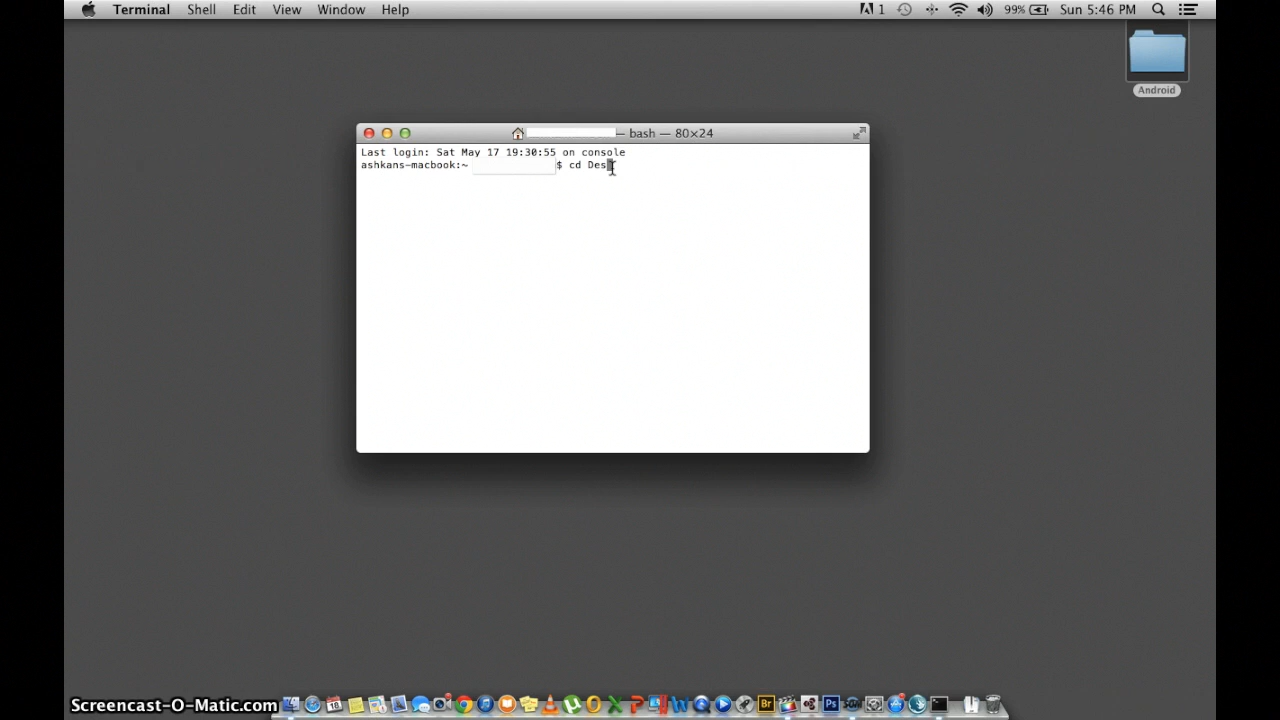 Terminal Shell Edit View Window Help 1 99% Sun 5:46 PM
Android
— bash — 80×24
Last login: Sat May 17 19:30:55 on console
ashkans-macbook:~ $ cd Des
Screencast-O-Matic.com